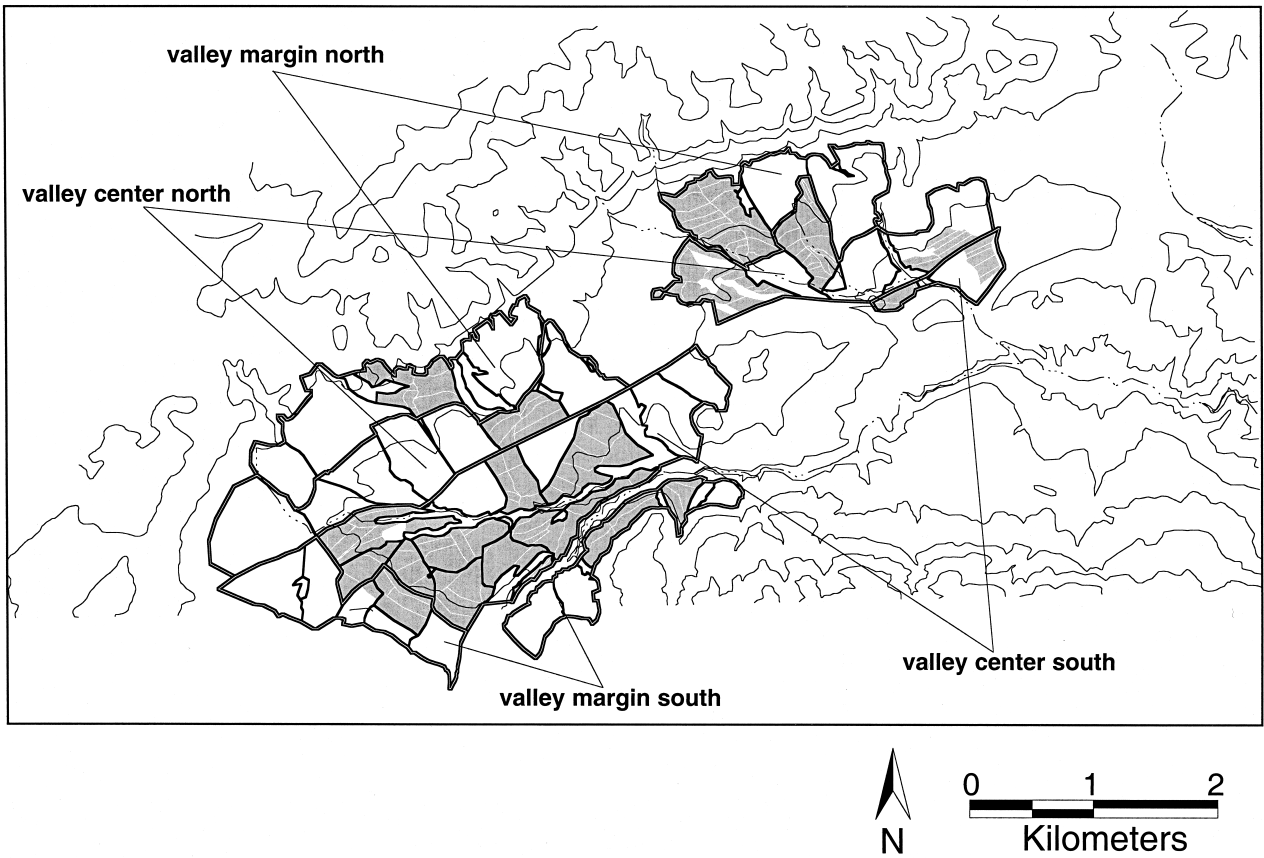 valley margin north
valley center north
valley center south
valley margin south
0 1 2
N
Kilometers